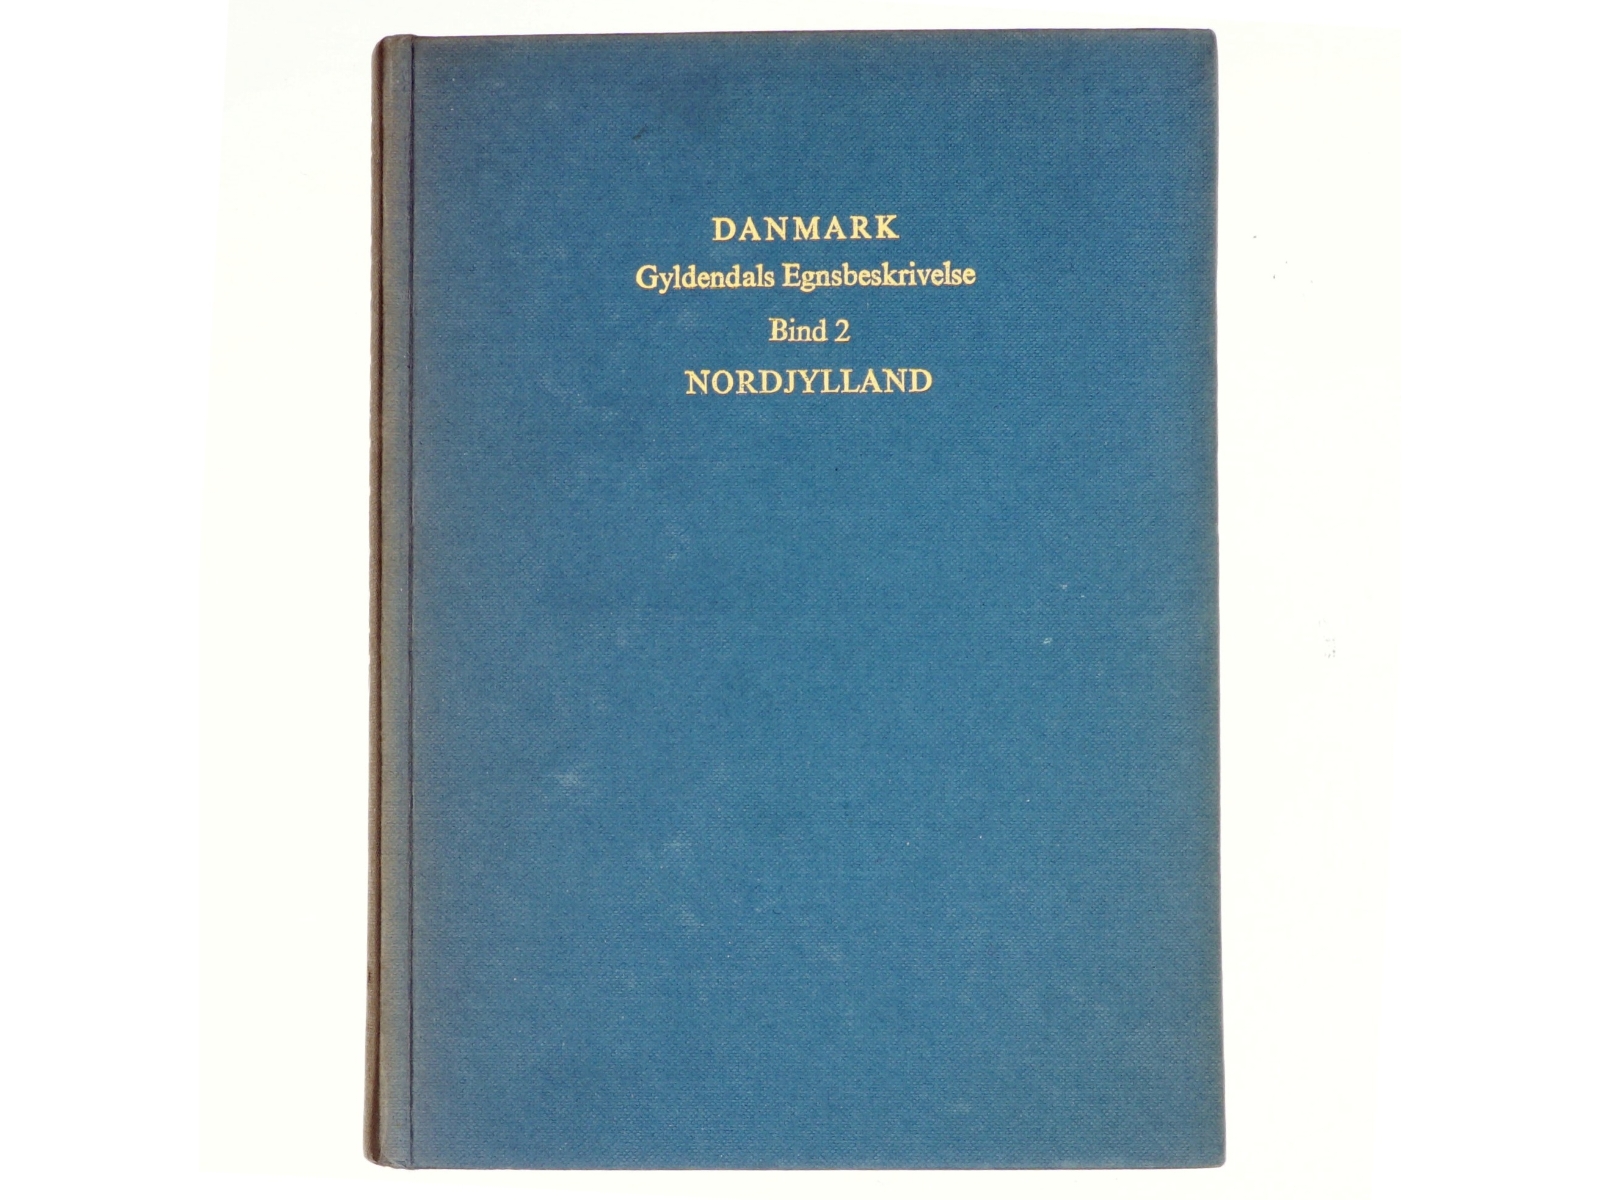 DANMARK
Gyldendals Egnsbeskrivelse
Bind 2
NORDJYLLAND